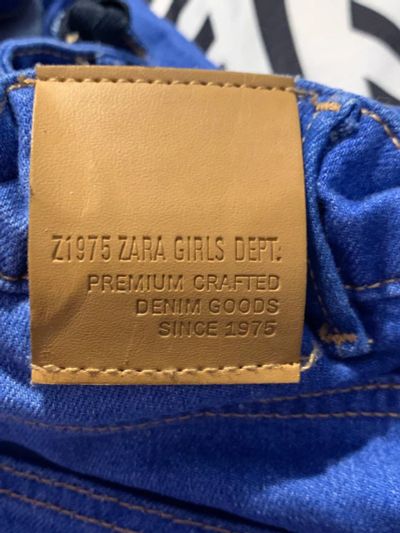 Z1975 ZARA GIRLS DEPT:
PREMIUM CRAFTED
DENIM GOODS
SINCE 1975